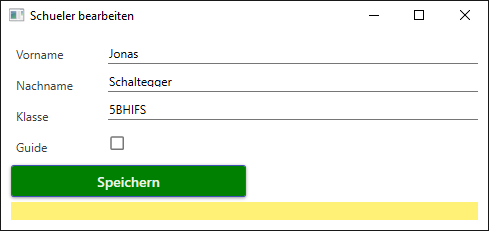 Schueler bearbeiten
Vorname Jonas
Nachname Schaltegger
Klasse 5BHIFS
Guide
Speichern